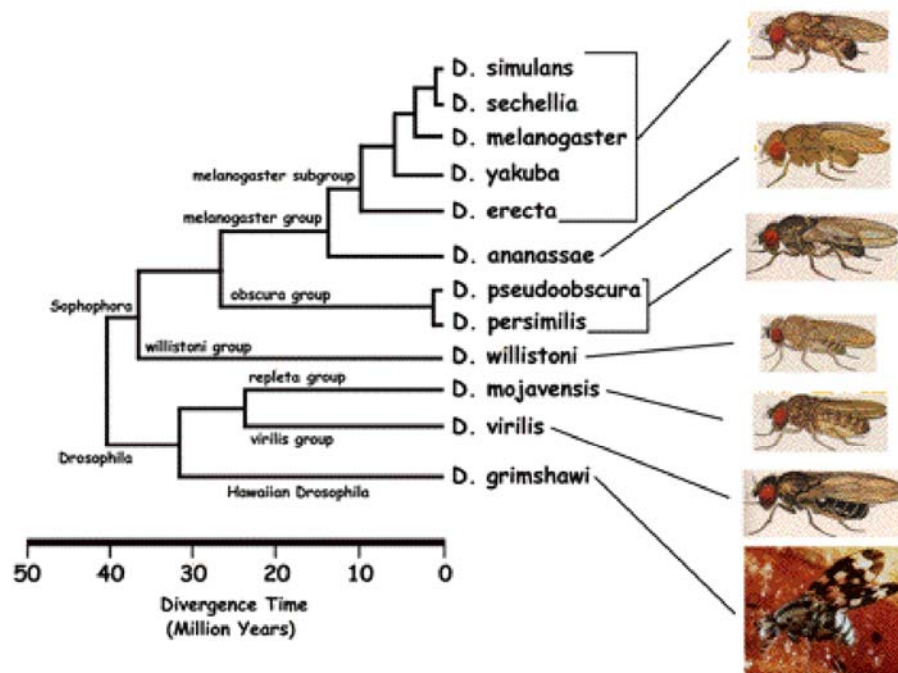 D. simulans
D. sechellia
D. melanogaster
melanogaster subgroup
D. yakuba
D. erecta
melanogaster group
D. ananassae
D. pseudoobscura
obscura group
Sophophora
D. persimilis
willistoni group
D. willistoni
repleta group
D. mojavensis
D. virilis
virilis group
Drosophila
D. grimshawi
Hawaiian Drosophila
50 40 30 20 10 0
Divergence Time
(Million Years)